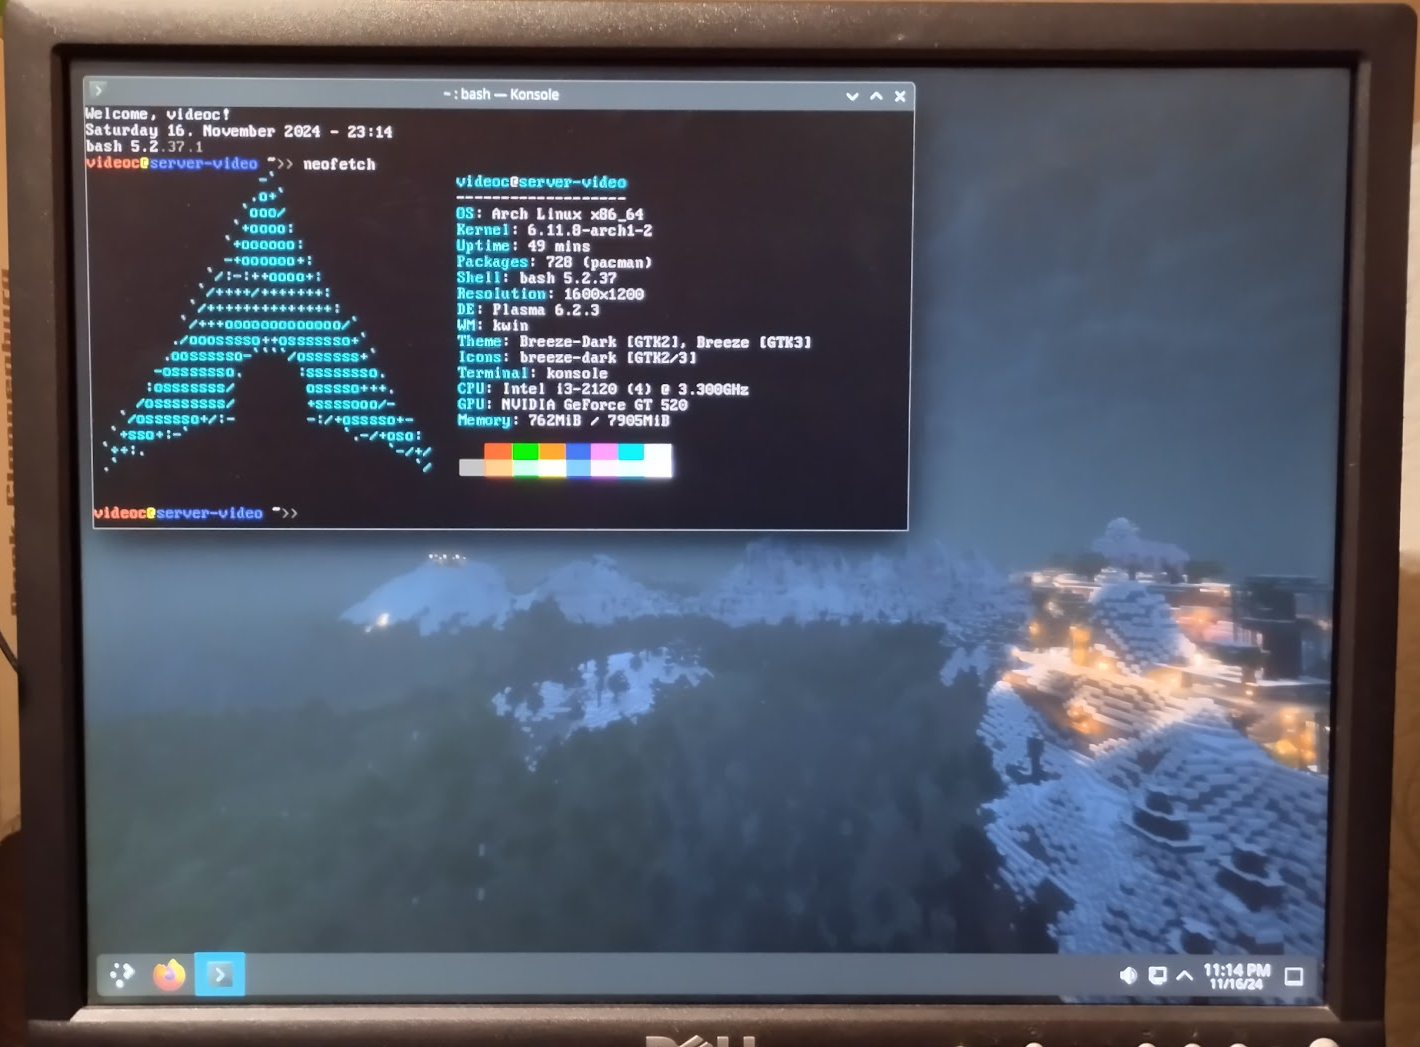 ~ : bash — Konsole
Welcome, videoc!
Saturday 16. November 2024 - 23:14
bash 5.2.37.1
videoc@server-video ~>> neofetch
videoc@server-video
-------------------
OS: Arch Linux x86_64
Kernel: 6.11.8-arch1-2
Uptime: 49 mins
Packages: 728 (pacman)
Shell: bash 5.2.37
Resolution: 1600x1200
DE: Plasma 6.2.3
WM: kwin
Theme: Breeze-Dark [GTK2], Breeze [GTK3]
Icons: breeze-dark [GTK2/3]
Terminal: konsole
CPU: Intel i3-2120 (4) @ 3.300GHz
GPU: NVIDIA GeForce GT 520
Memory: 762MiB / 7905MiB
videoc@server-video ~>>
11:14 PM
11/16/24
DELL